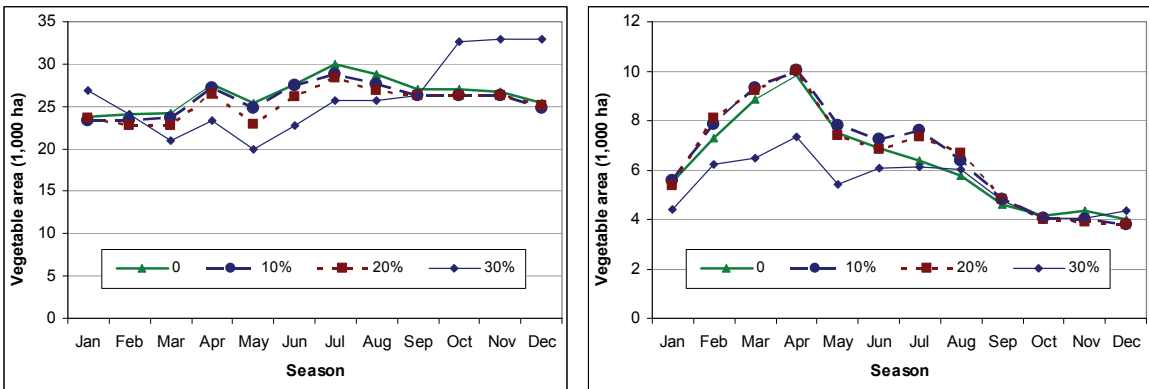 Vegetable area (1,000 ha)
35
30
25
20
15
10
5
0
0 10% 20% 30%
Jan Feb Mar Apr May Jun Jul Aug Sep Oct Nov Dec
Season
Vegetable area (1,000 ha)
12
10
8
6
4
2
0
0 10% 20% 30%
Jan Feb Mar Apr May Jun Jul Aug Sep Oct Nov Dec
Season